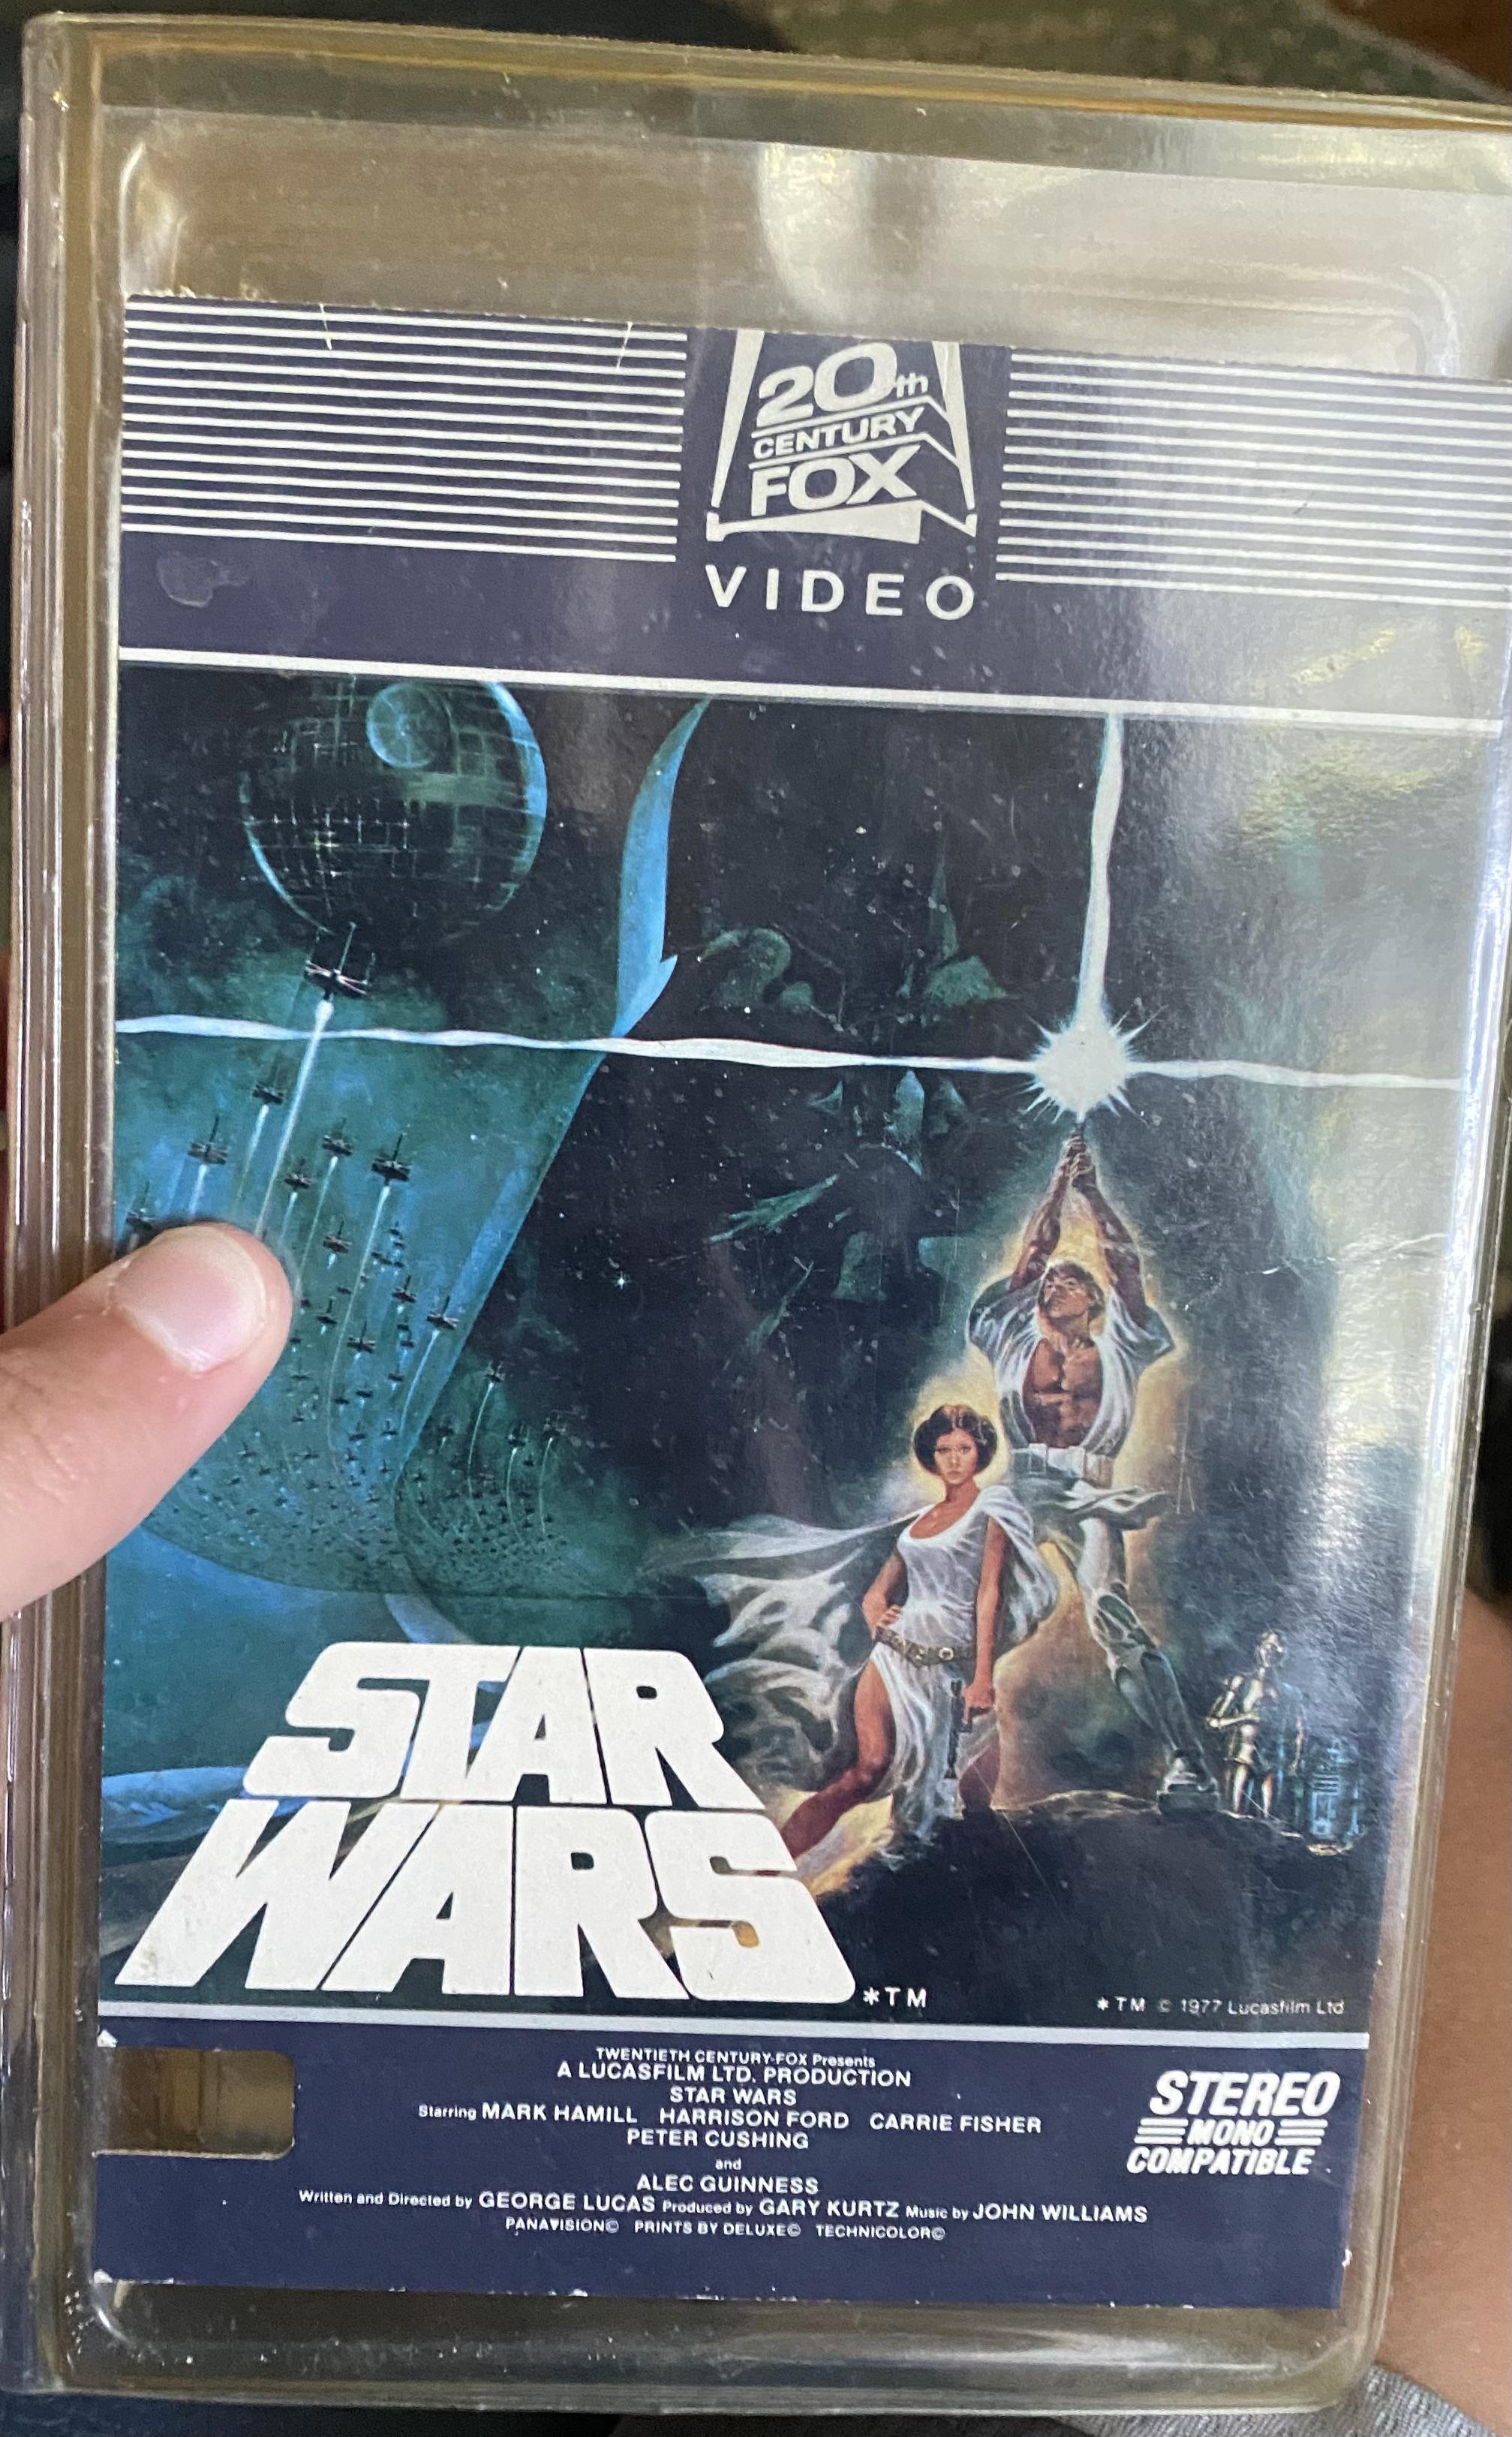 20th
CENTURY
FOX
VIDEO
STAR
WARS
*TM
*TM © 1977 Lucasfilm Ltd
TWENTIETH CENTURY-FOX Presents
A LUCASFILM LTD. PRODUCTION
STAR WARS
Starring MARK HAMILL HARRISON FORD CARRIE FISHER
PETER CUSHING
and
ALEC GUINNESS
Written and Directed by GEORGE LUCAS Produced by GARY KURTZ Music by JOHN WILLIAMS
PANAVISION© PRINTS BY DELUXE© TECHNICOLOR©
STEREO
MONO
COMPATIBLE